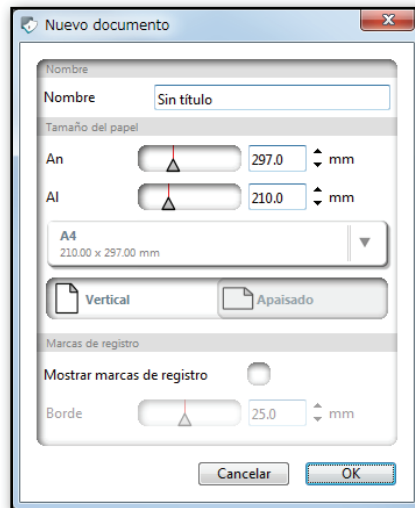 Nuevo documento
Nombre
Nombre Sin título
Tamaño del papel
An 297.0 mm
Al 210.0 mm
A4
210.00 x 297.00 mm
Vertical Apaisado
Marcas de registro
Mostrar marcas de registro
Borde 25.0 mm
Cancelar OK